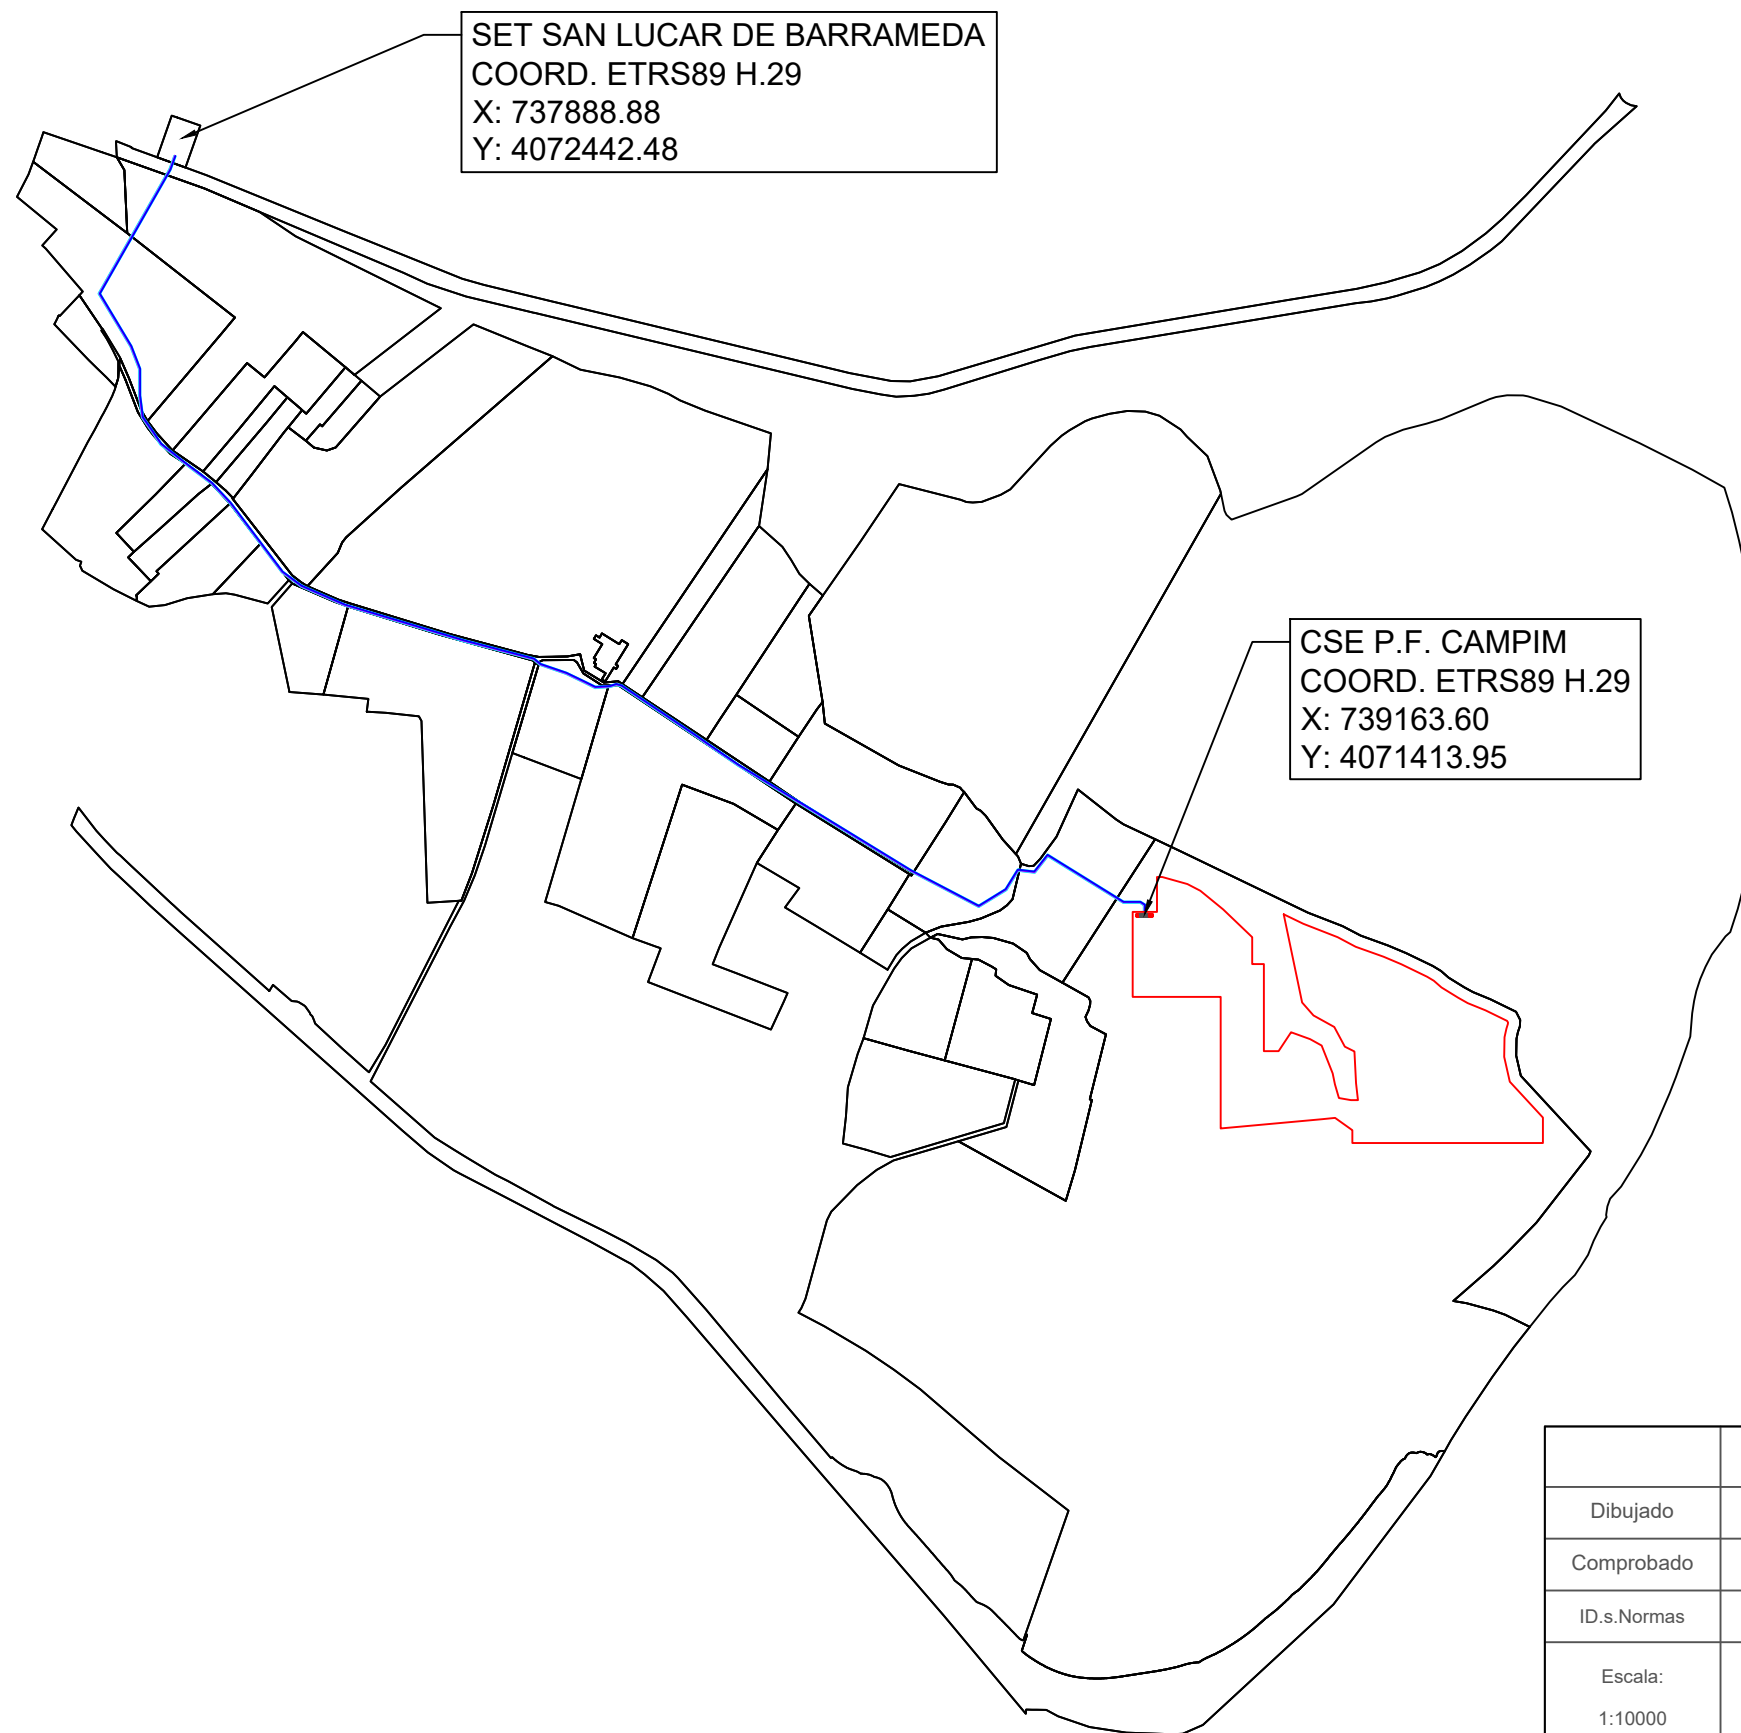 SET SAN LUCAR DE BARRAMEDA
COORD. ETRS89 H.29
X: 737888.88
Y: 4072442.48
CSE P.F. CAMPIM
COORD. ETRS89 H.29
X: 739163.60
Y: 4071413.95
Dibujado
Comprobado
ID.s.Normas
Escala:
1:10000